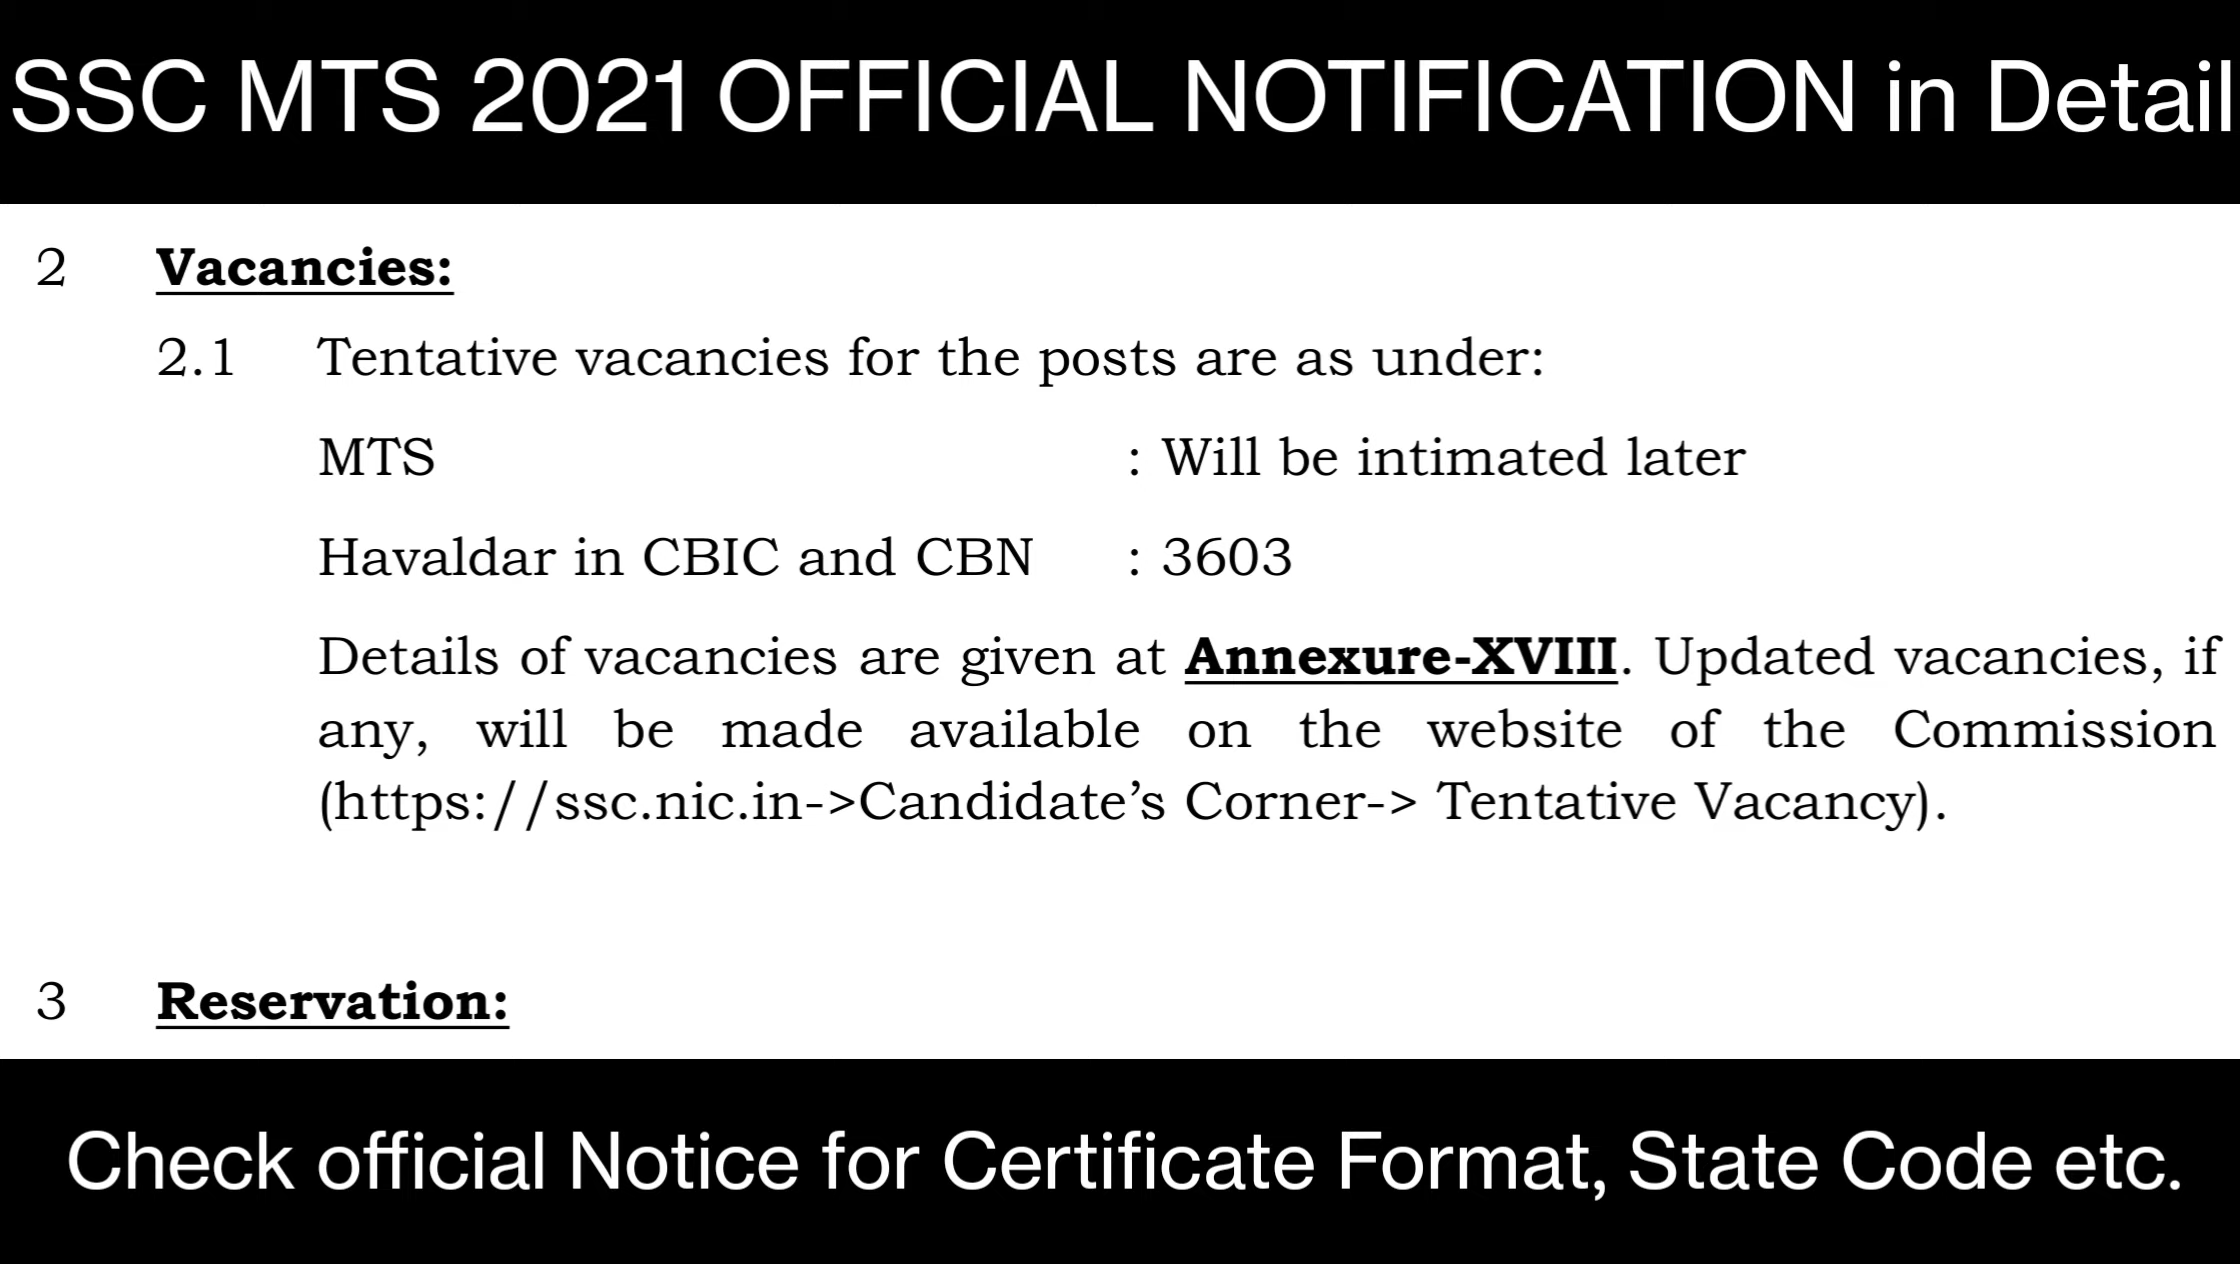 SSC MTS 2021 OFFICIAL NOTIFICATION in Detail
2 Vacancies:
2.1 Tentative vacancies for the posts are as under:
MTS : Will be intimated later
Havaldar in CBIC and CBN : 3603
Details of vacancies are given at Annexure-XVIII. Updated vacancies, if
any, will be made available on the website of the Commission
(https://ssc.nic.in->Candidate’s Corner-> Tentative Vacancy).
3 Reservation:
Check official Notice for Certificate Format, State Code etc.